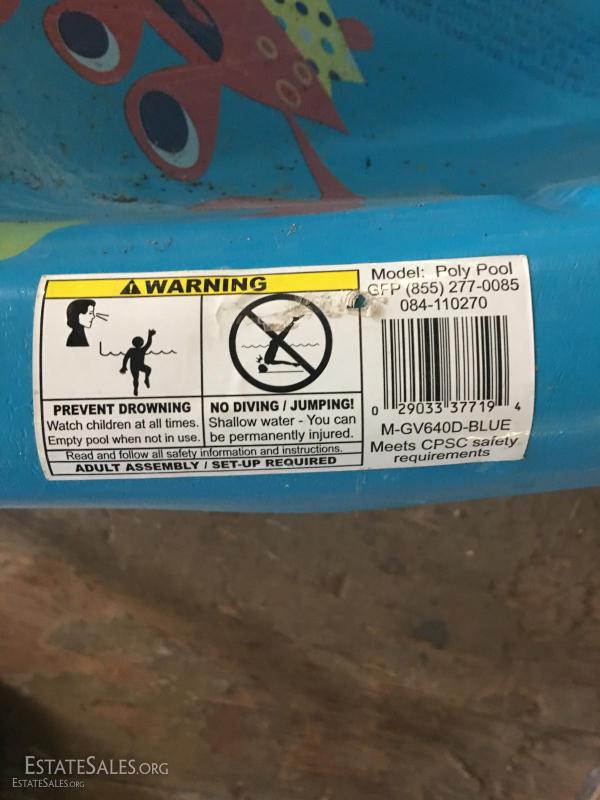 WARNING
PREVENT DROWNING
Watch children at all times.
Empty pool when not in use.
NO DIVING / JUMPING!
Shallow water - You can
be permanently injured.
Read and follow all safety information and instructions.
ADULT ASSEMBLY / SET-UP REQUIRED
Model: Poly Pool
GFP (855) 277-0085
084-110270
0 29033 37719 4
M-GV640D-BLUE
Meets CPSC safety
requirements
ESTATESALES.ORG
ESTATESALES.ORG